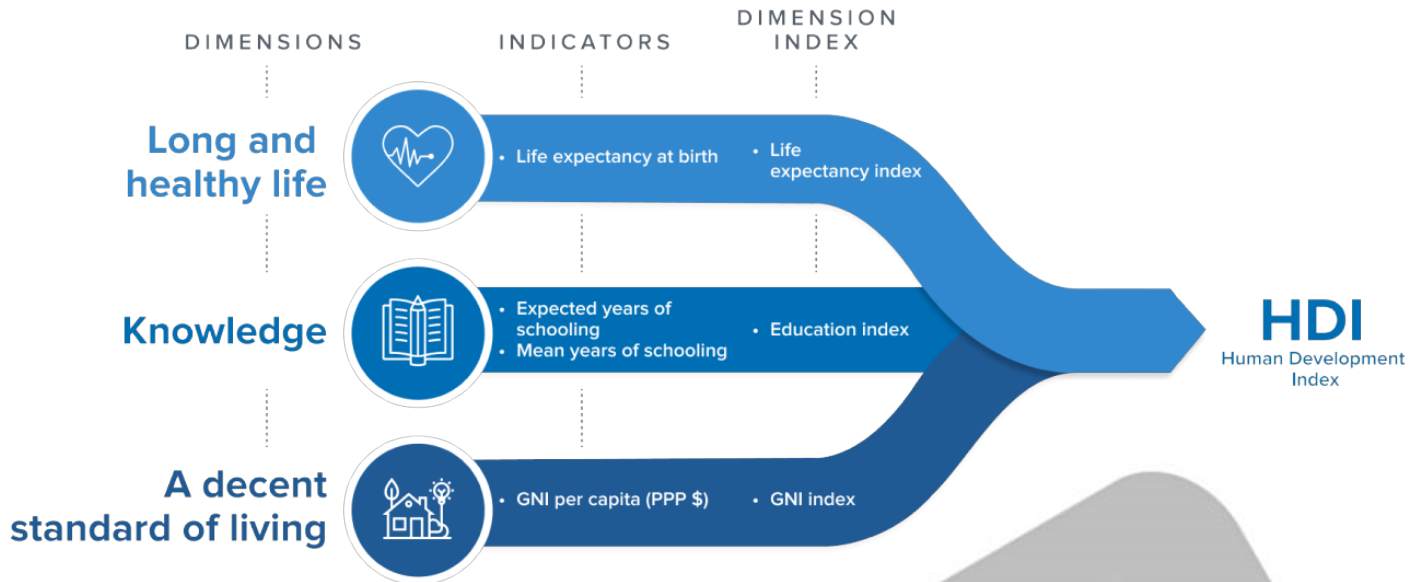 DIMENSIONS
INDICATORS
DIMENSION
INDEX
Long and
healthy life
• Life expectancy at birth
• Life
expectancy index
Knowledge
• Expected years of
schooling
• Mean years of schooling
• Education index
HDI
Human Development
Index
A decent
standard of living
• GNI per capita (PPP $)
• GNI index